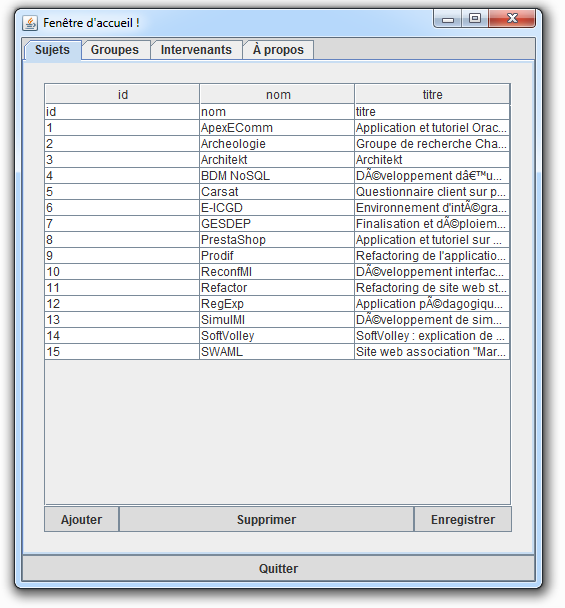 Fenêtre d'accueil !
Sujets Groupes Intervenants À propos
id nom titre
id nom titre
1 ApexEComm Application et tutoriel Orac...
2 Archeologie Groupe de recherche Cha...
3 Architekt Architekt
4 BDM NoSQL DÃ©veloppement dâ€™u...
5 Carsat Questionnaire client sur p...
6 E-ICGD Environnement d'intÃ©gra...
7 GESDEP Finalisation et dÃ©ploiem...
8 PrestaShop Application et tutoriel sur ...
9 Prodif Refactoring de l'applicatio...
10 ReconfMI DÃ©veloppement interfac...
11 Refactor Refactoring de site web st...
12 RegExp Application pÃ©dagogiqu...
13 SimulMI DÃ©veloppement de sim...
14 SoftVolley SoftVolley : explication de ...
15 SWAML Site web association "Mar...
Ajouter Supprimer Enregistrer
Quitter